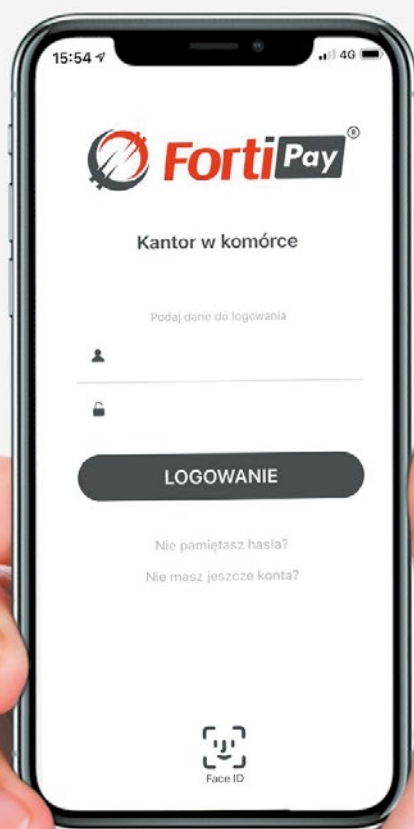 15:54 4G
FortiPay®
Kantor w komórce
Podaj dane do logowania
LOGOWANIE
Nie pamiętasz hasła?
Nie masz jeszcze konta?
Face ID